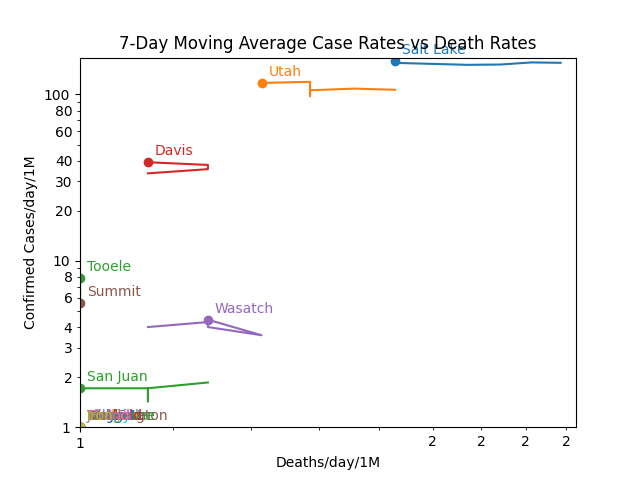 7-Day Moving Average Case Rates vs Death Rates
Salt Lake
Utah
100
80
60
Davis
40
30
20
Confirmed Cases/day/1M
10
Tooele
8
Summit
6
Wasatch
4
3
San Juan
2
1
1
2
2
2
2
Deaths/day/1M